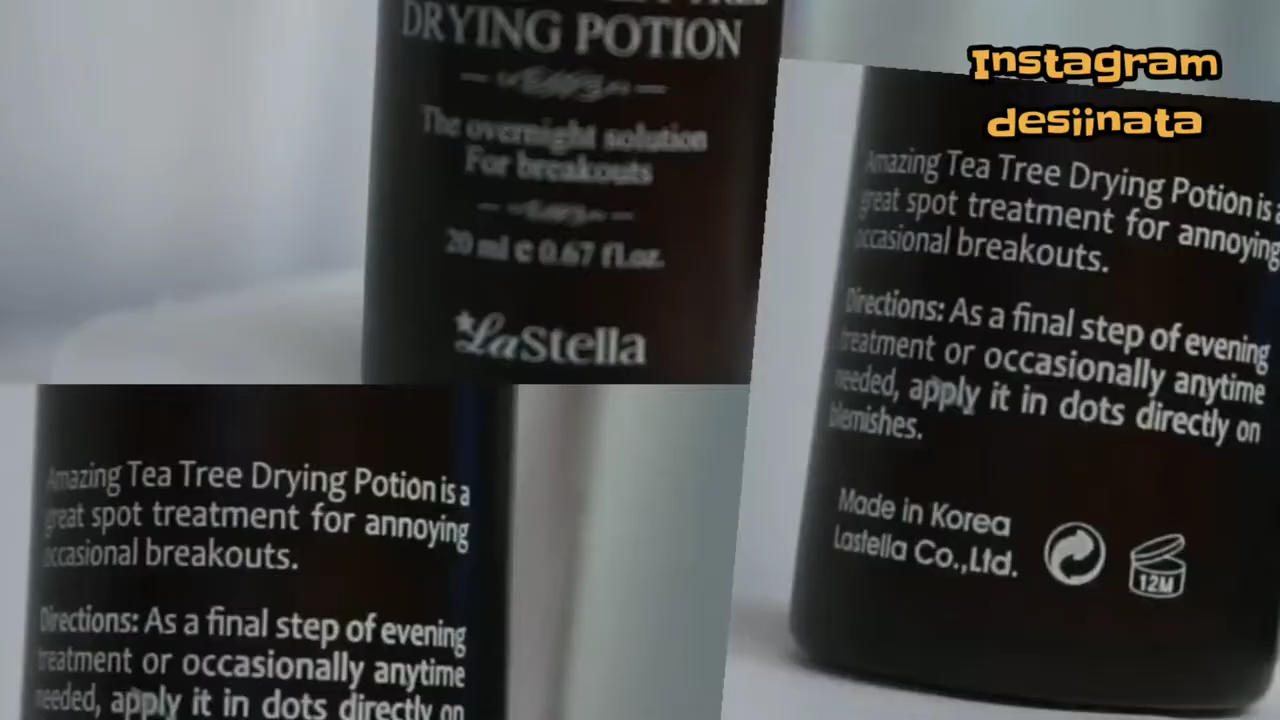 DRYING POTION
The overnight solution
For breakouts
20 ml e 0.67 fl.oz.
LaStella
Instagram
desiinata
Amazing Tea Tree Drying Potion is a
great spot treatment for annoying
occasional breakouts.
Directions: As a final step of evening
treatment or occasionally anytime
needed, apply it in dots directly on
Amazing Tea Tree Drying Potion is a
great spot treatment for annoying
occasional breakouts.
Directions: As a final step of evening
treatment or occasionally anytime
needed, apply it in dots directly on
blemishes.
Made in Korea
Lastella Co.,Ltd.
12M